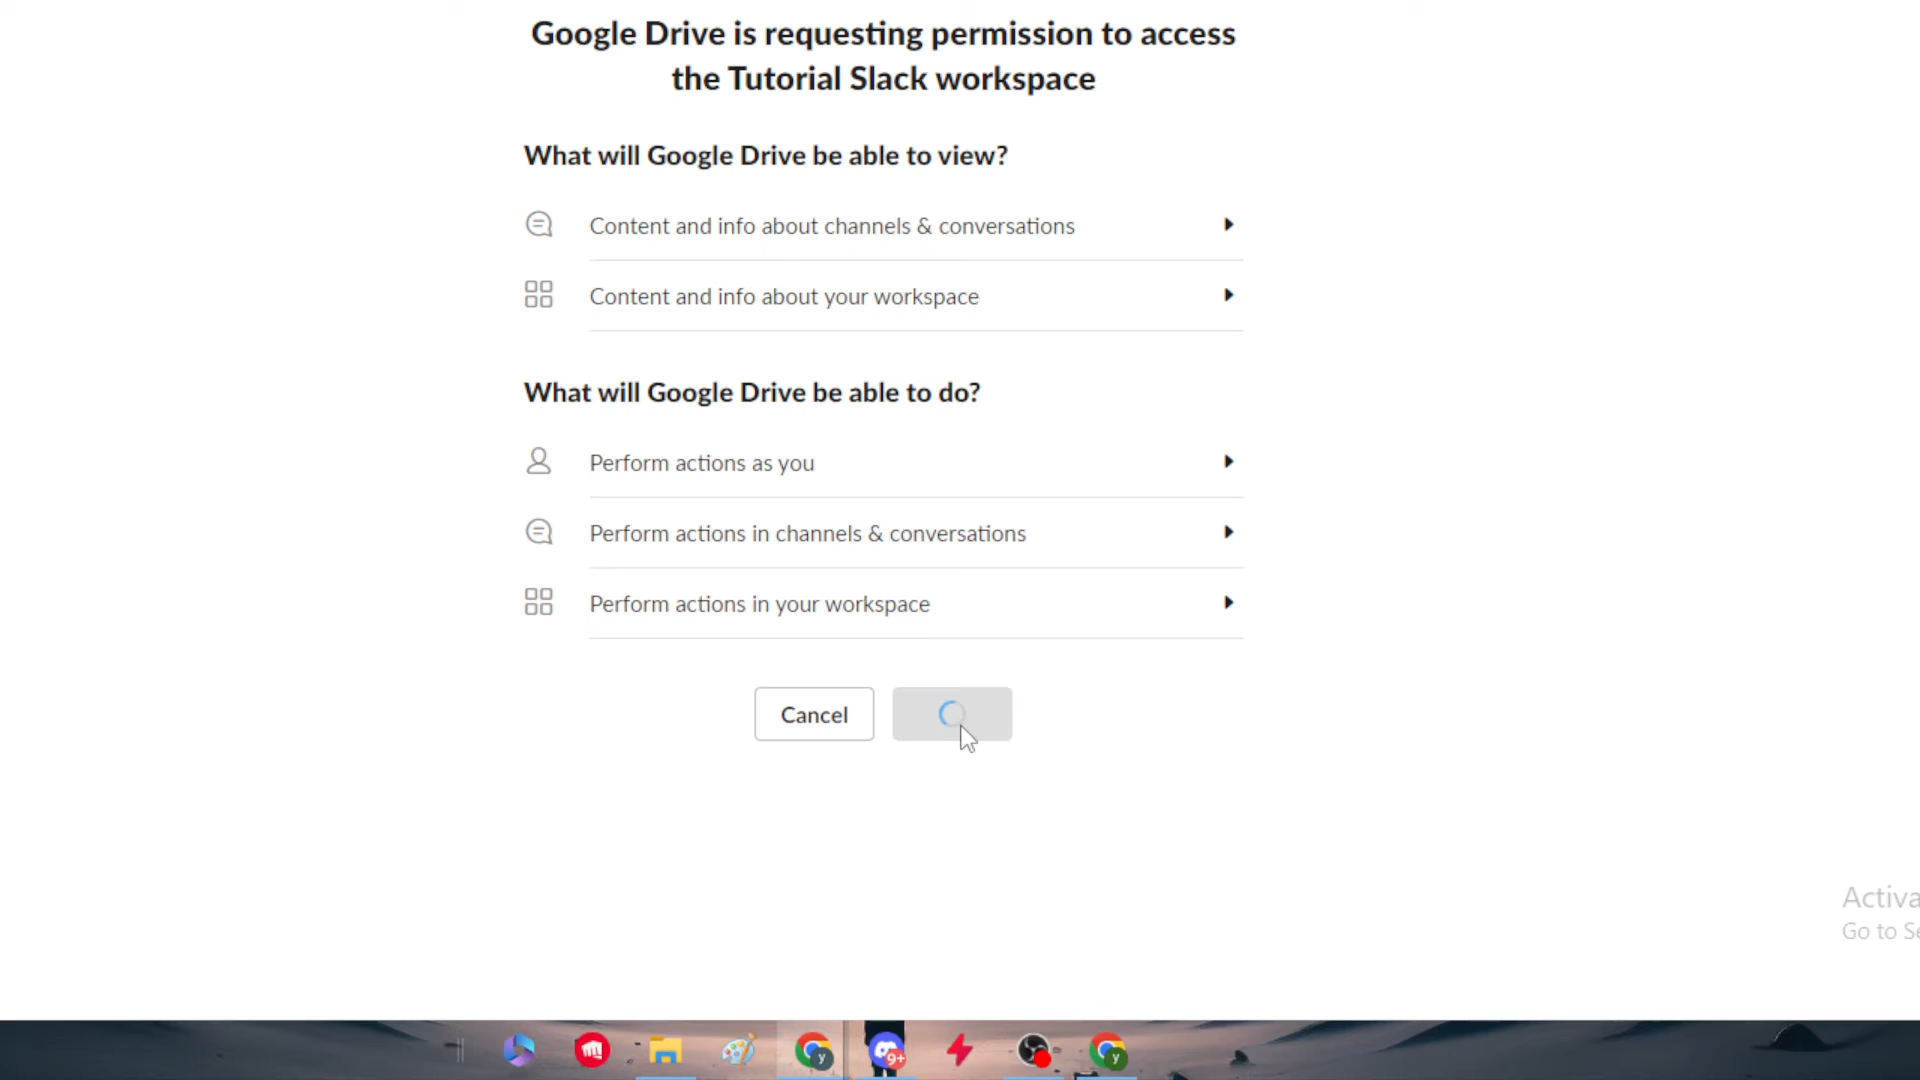 Google Drive is requesting permission to access
the Tutorial Slack workspace
What will Google Drive be able to view?
Content and info about channels & conversations
Content and info about your workspace
What will Google Drive be able to do?
Perform actions as you
Perform actions in channels & conversations
Perform actions in your workspace
Cancel
Activa
Go to Se
y
9+
y